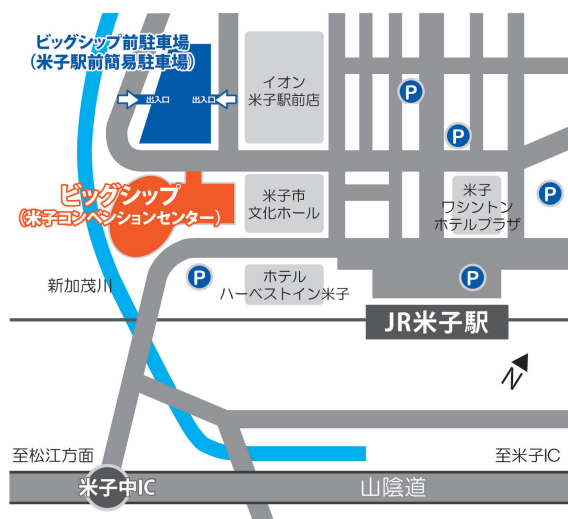 ビッグシップ前駐車場
(米子駅前簡易駐車場)
出入口
出入口
イオン
米子駅前店
P
P
P
ビッグシップ
(米子コンベンションセンター)
米子市
文化ホール
米子
ワシントン
ホテルプラザ
新加茂川
P
ホテル
ハーベストイン米子
P
JR米子駅
N
至松江方面
至米子IC
米子中IC
山陰道